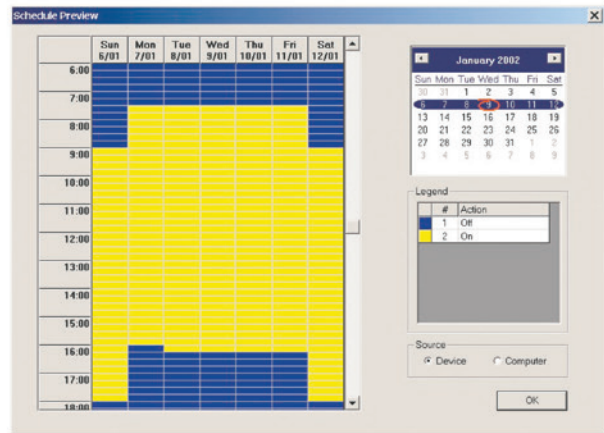 Schedule Preview
Sun Mon Tue Wed Thu Fri Sat
6/01 7/01 8/01 9/01 10/01 11/01 12/01
6:00
7:00
8:00
9:00
10:00
11:00
12:00
13:00
14:00
15:00
16:00
17:00
18:00
January 2002
Sun Mon Tue Wed Thu Fri Sat
30 31 1 2 3 4 5
6 7 8 9 10 11 12
13 14 15 16 17 18 19
20 21 22 23 24 25 26
27 28 29 30 31 1 2
3 4 5 6 7 8 9
Legend
# Action
1 Off
2 On
Source
Device Computer
OK